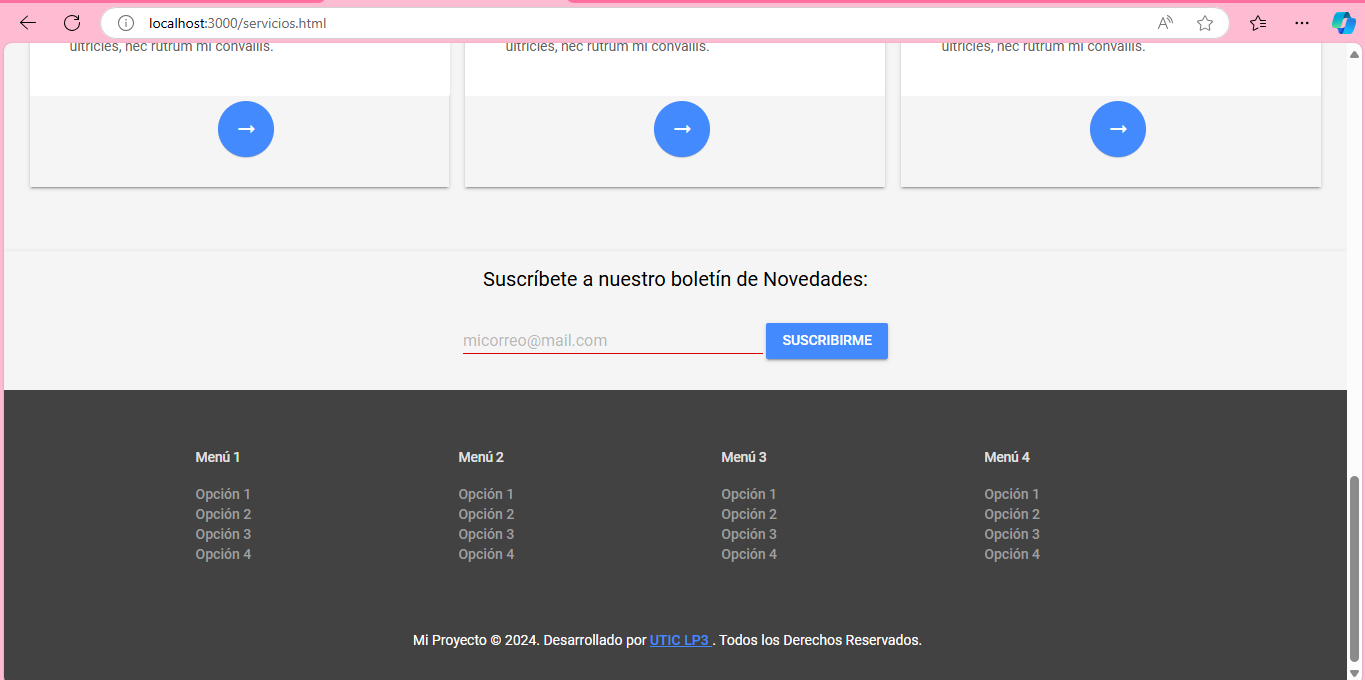 localhost:3000/servicios.html
ultricies, nec rutrum mi convallis.
ultricies, nec rutrum mi convallis.
ultricies, nec rutrum mi convallis.
→
→
→
Suscríbete a nuestro boletín de Novedades:
micorreo@mail.com
SUSCRIBIRME
Menú 1
Opción 1
Opción 2
Opción 3
Opción 4
Menú 2
Opción 1
Opción 2
Opción 3
Opción 4
Menú 3
Opción 1
Opción 2
Opción 3
Opción 4
Menú 4
Opción 1
Opción 2
Opción 3
Opción 4
Mi Proyecto © 2024. Desarrollado por UTIC LP3 . Todos los Derechos Reservados.